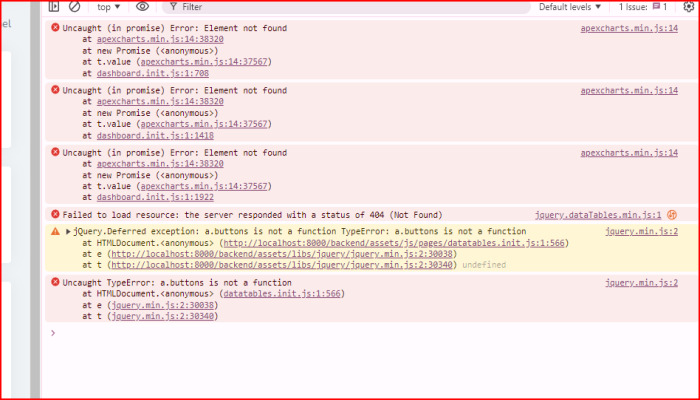 el
top ▼ Filter Default levels ▼ 1 Issue: 1
Uncaught (in promise) Error: Element not found apexcharts.min.js:14
at apexcharts.min.js:14:38320
at new Promise (<anonymous>)
at t.value (apexcharts.min.js:14:37567)
at dashboard.init.js:1:708
Uncaught (in promise) Error: Element not found apexcharts.min.js:14
at apexcharts.min.js:14:38320
at new Promise (<anonymous>)
at t.value (apexcharts.min.js:14:37567)
at dashboard.init.js:1:1418
Uncaught (in promise) Error: Element not found apexcharts.min.js:14
at apexcharts.min.js:14:38320
at new Promise (<anonymous>)
at t.value (apexcharts.min.js:14:37567)
at dashboard.init.js:1:1922
Failed to load resource: the server responded with a status of 404 (Not Found) jquery.dataTables.min.js:1
jQuery.Deferred exception: a.buttons is not a function TypeError: a.buttons is not a function jquery.min.js:2
at HTMLDocument.<anonymous> (http://localhost:8000/backend/assets/js/pages/datatables.init.js:1:566)
at e (http://localhost:8000/backend/assets/libs/jquery/jquery.min.js:2:30038)
at t (http://localhost:8000/backend/assets/libs/jquery/jquery.min.js:2:30340) undefined
Uncaught TypeError: a.buttons is not a function jquery.min.js:2
at HTMLDocument.<anonymous> (datatables.init.js:1:566)
at e (jquery.min.js:2:30038)
at t (jquery.min.js:2:30340)